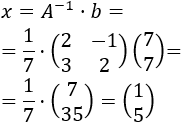 x = A⁻¹ · b =
= 1/7 · (2 −1; 3 2) (7; 7) =
= 1/7 · (7; 35) = (1; 5)